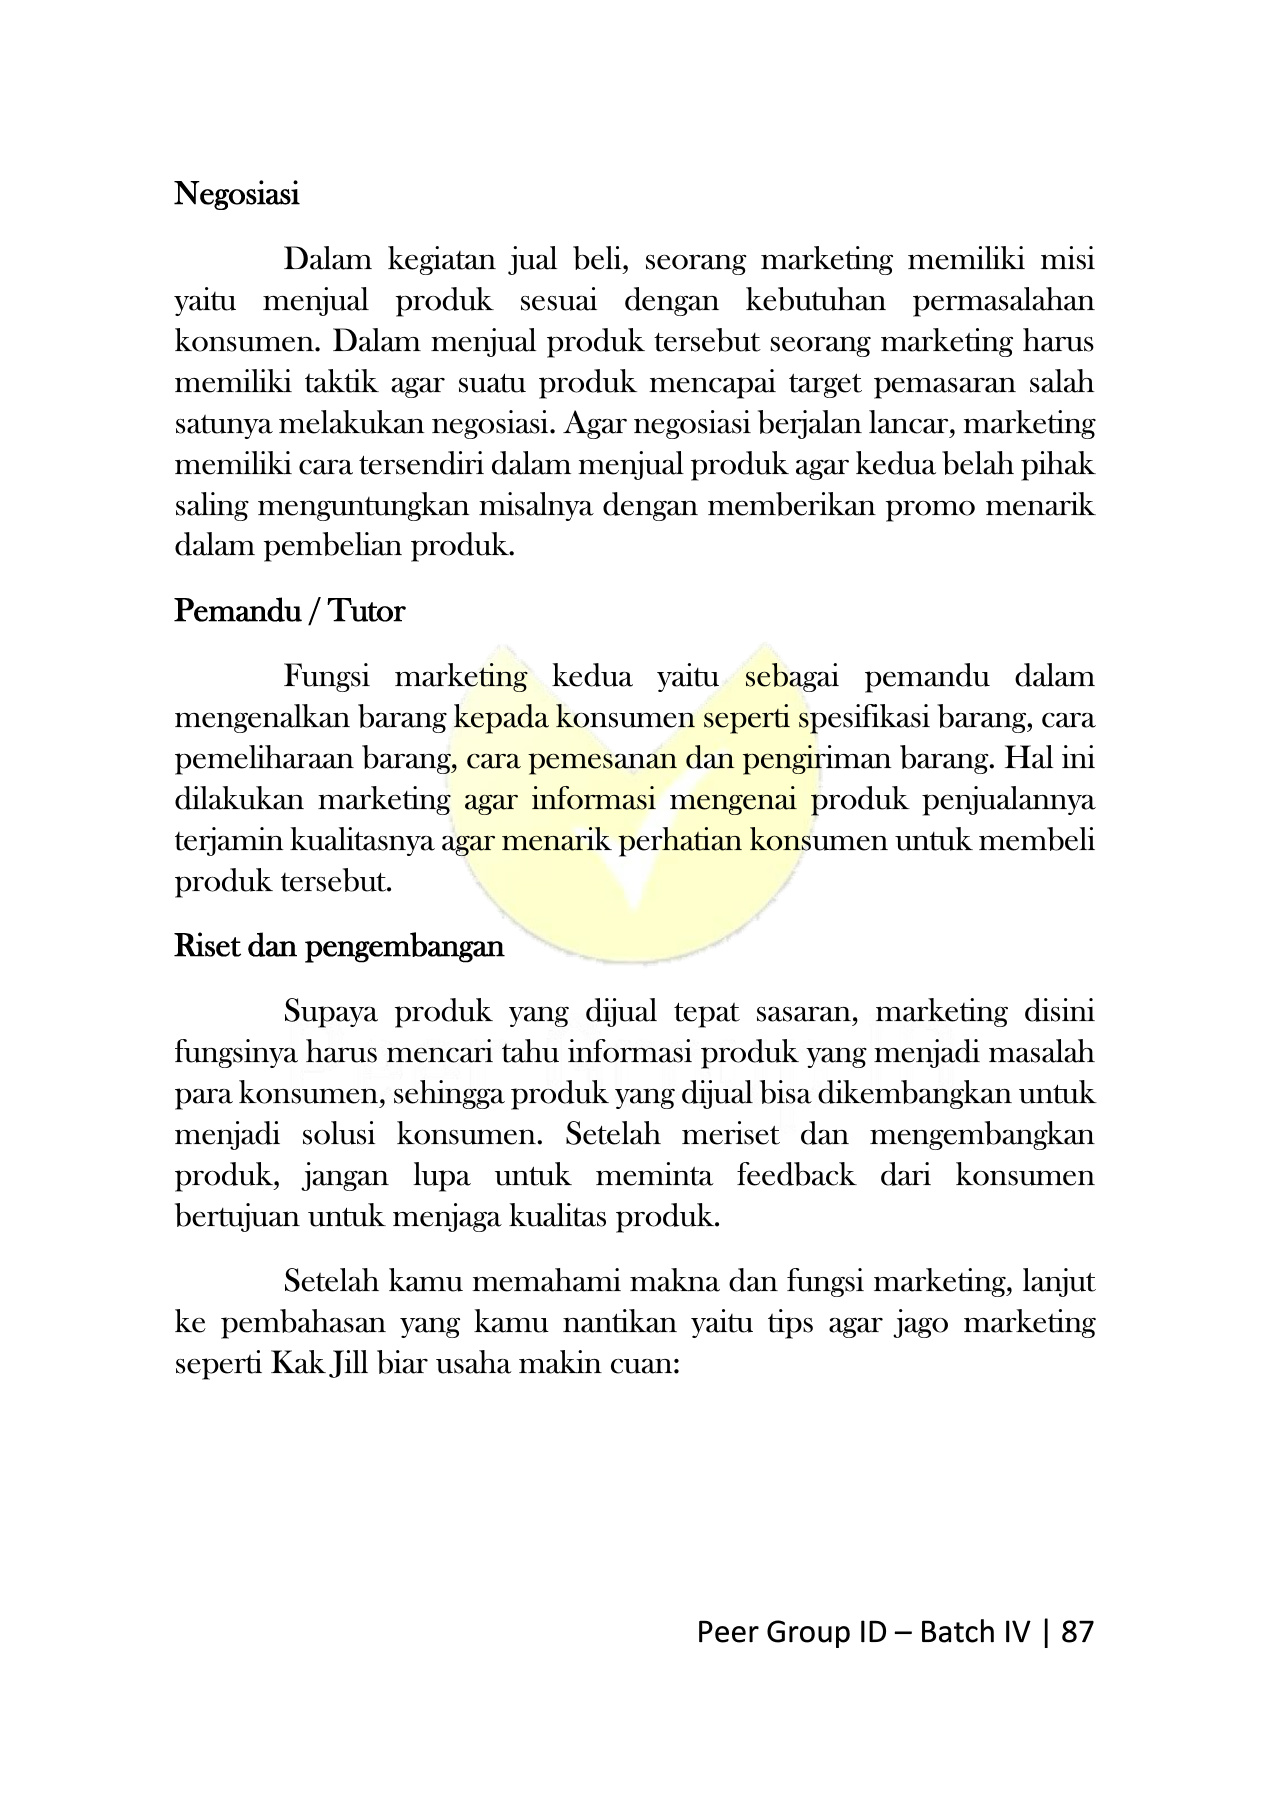 Negosiasi
Dalam kegiatan jual beli, seorang marketing memiliki misi
yaitu menjual produk sesuai dengan kebutuhan permasalahan
konsumen. Dalam menjual produk tersebut seorang marketing harus
memiliki taktik agar suatu produk mencapai target pemasaran salah
satunya melakukan negosiasi. Agar negosiasi berjalan lancar, marketing
memiliki cara tersendiri dalam menjual produk agar kedua belah pihak
saling menguntungkan misalnya dengan memberikan promo menarik
dalam pembelian produk.
Pemandu / Tutor
Fungsi marketing kedua yaitu sebagai pemandu dalam
mengenalkan barang kepada konsumen seperti spesifikasi barang, cara
pemeliharaan barang, cara pemesanan dan pengiriman barang. Hal ini
dilakukan marketing agar informasi mengenai produk penjualannya
terjamin kualitasnya agar menarik perhatian konsumen untuk membeli
produk tersebut.
Riset dan pengembangan
Supaya produk yang dijual tepat sasaran, marketing disini
fungsinya harus mencari tahu informasi produk yang menjadi masalah
para konsumen, sehingga produk yang dijual bisa dikembangkan untuk
menjadi solusi konsumen. Setelah meriset dan mengembangkan
produk, jangan lupa untuk meminta feedback dari konsumen
bertujuan untuk menjaga kualitas produk.
Setelah kamu memahami makna dan fungsi marketing, lanjut
ke pembahasan yang kamu nantikan yaitu tips agar jago marketing
seperti Kak Jill biar usaha makin cuan:
Peer Group ID – Batch IV | 87